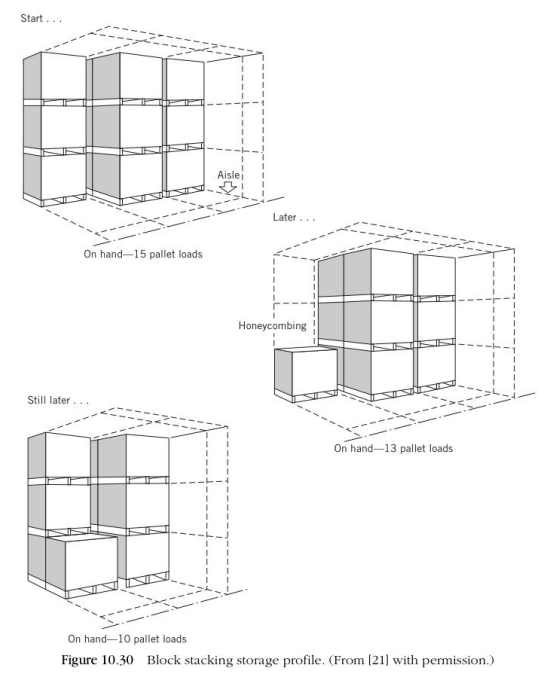 Start . . .
Aisle
On hand—15 pallet loads
Later . . .
Honeycombing
On hand—13 pallet loads
Still later . . .
On hand—10 pallet loads
Figure 10.30 Block stacking storage profile. (From [21] with permission.)